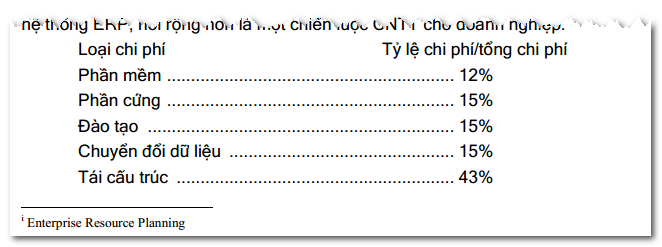 hệ thống ERP, nói rộng hơn là một chiến lược CNTT cho doanh nghiệp.
Loại chi phí Tỷ lệ chi phí/tổng chi phí
Phần mềm ........................................................ 12%
Phần cứng ........................................................ 15%
Đào tạo ........................................................... 15%
Chuyển đổi dữ liệu ............................................ 15%
Tái cấu trúc ...................................................... 43%
i Enterprise Resource Planning